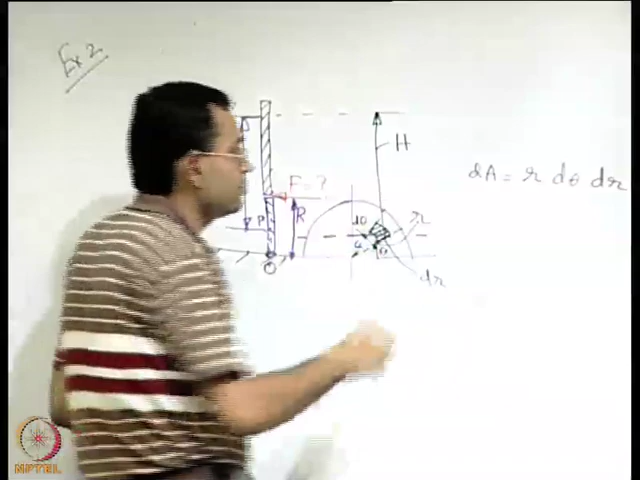 Ex 2
H
dA = r dθ dr
F = ?
P
R
dθ
r
θ
dr
NPTEL